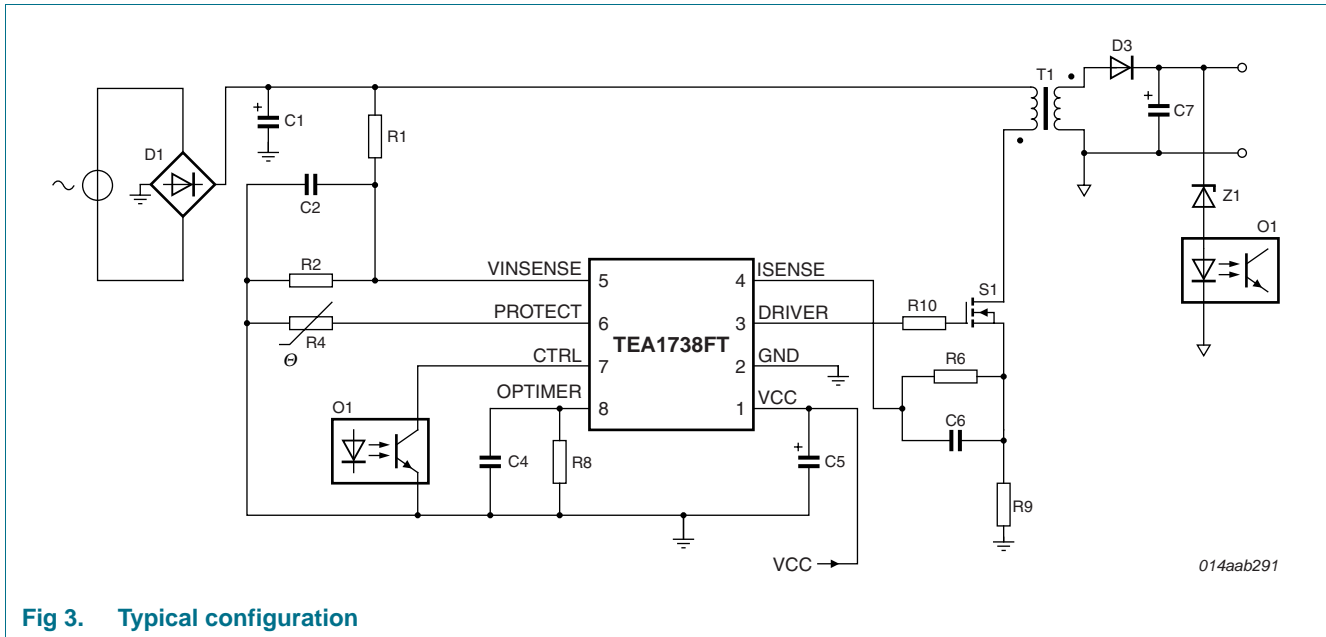 D3
T1
+
C7
+
C1
R1
D1
C2
Z1
O1
R2
VINSENSE
5
4
ISENSE
S1
R10
PROTECT
6
3
DRIVER
R4
Θ
TEA1738FT
CTRL
7
2
GND
R6
OPTIMER
8
1
VCC
C6
O1
C4
R8
+
C5
R9
VCC
014aab291
Fig 3. Typical configuration